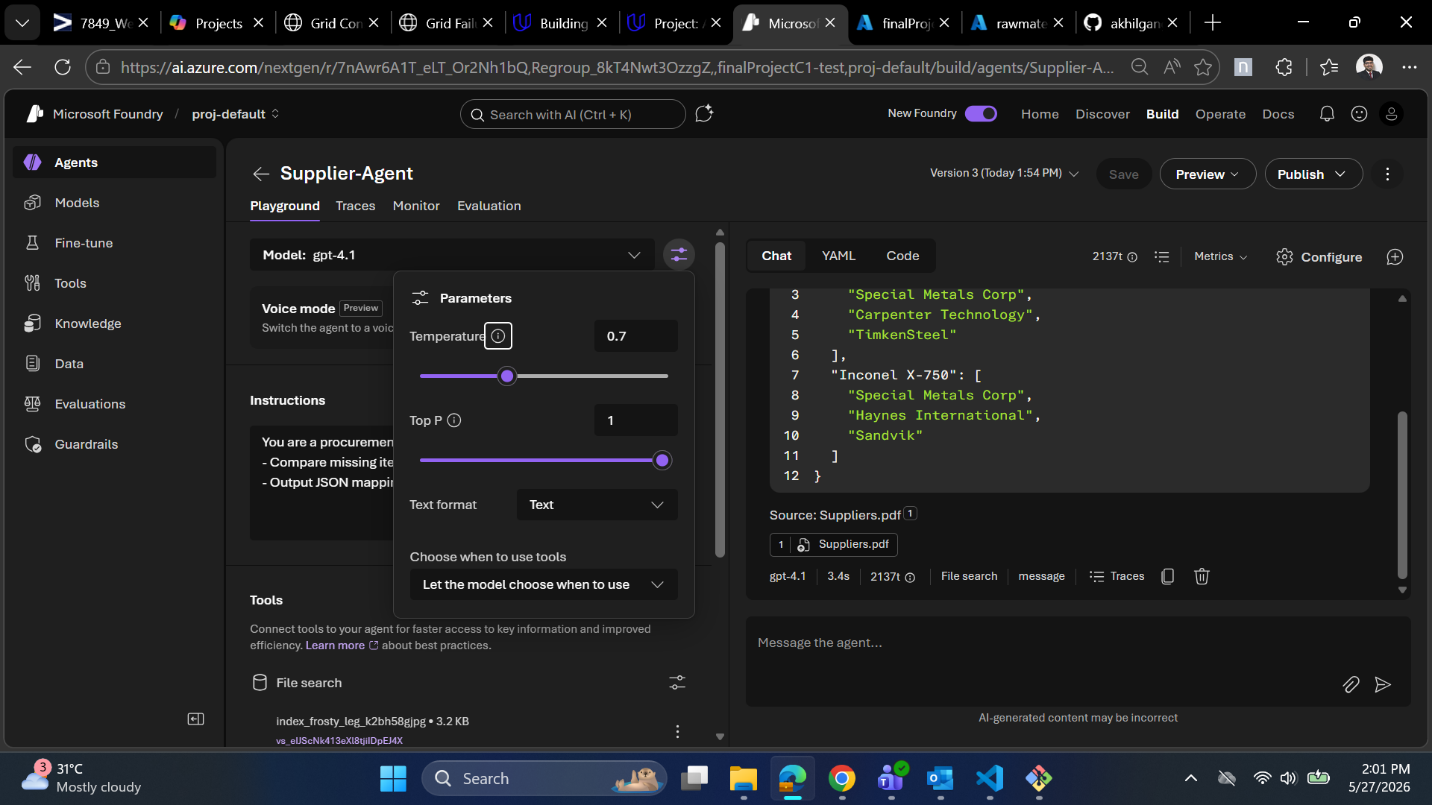 7849_We
Projects
Grid Con
Grid Fail
Building
Project: A
Microsof
finalProj
rawmate
akhilgan
https://ai.azure.com/nextgen/r/7nAwr6A1T_eLT_Or2Nh1bQ,Regroup_8kT4Nwt3OzzgZ,,finalProjectC1-test,proj-default/build/agents/Supplier-A...
Microsoft Foundry / proj-default
Search with AI (Ctrl + K)
New Foundry
Home
Discover
Build
Operate
Docs
Agents
Models
Fine-tune
Tools
Knowledge
Data
Evaluations
Guardrails
Supplier-Agent
Version 3 (Today 1:54 PM)
Save
Preview
Publish
Playground
Traces
Monitor
Evaluation
Model: gpt-4.1
Voice mode Preview
Switch the agent to a voic
Instructions
You are a procuremen
- Compare missing ite
- Output JSON mappin
Parameters
Temperature
0.7
Top P
1
Text format
Text
Choose when to use tools
Let the model choose when to use
Tools
Connect tools to your agent for faster access to key information and improved
efficiency. Learn more about best practices.
File search
index_frosty_leg_k2bh58gjpg • 3.2 KB
vs_elJScNk413eXl8tjiIDpEJ4X
Chat
YAML
Code
2137t
Metrics
Configure
3 "Special Metals Corp",
4 "Carpenter Technology",
5 "TimkenSteel"
6 ],
7 "Inconel X-750": [
8 "Special Metals Corp",
9 "Haynes International",
10 "Sandvik"
11 ]
12 }
Source: Suppliers.pdf 1
1 Suppliers.pdf
gpt-4.1
3.4s
2137t
File search
message
Traces
Message the agent...
AI-generated content may be incorrect
3
31°C
Mostly cloudy
Search
2:01 PM
5/27/2026